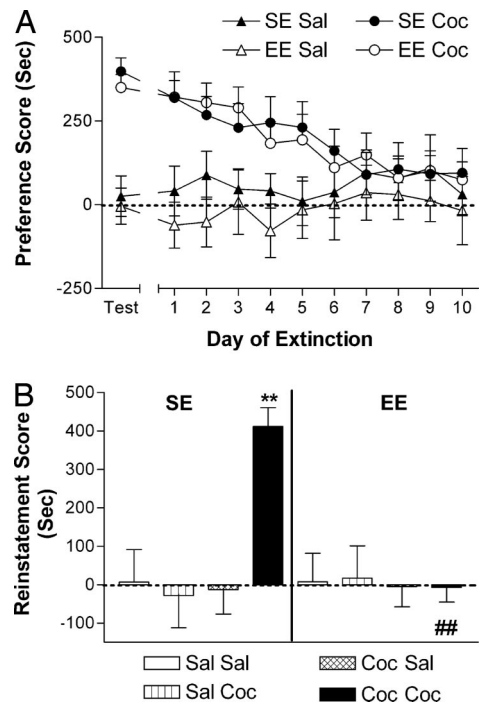 A
SE Sal SE Coc
EE Sal EE Coc
Preference Score (Sec)
500
250
0
-250
Test 1 2 3 4 5 6 7 8 9 10
Day of Extinction
B
SE EE
Reinstatement Score
(Sec)
500
400
300
200
100
0
-100
**
##
Sal Sal Coc Sal
Sal Coc Coc Coc